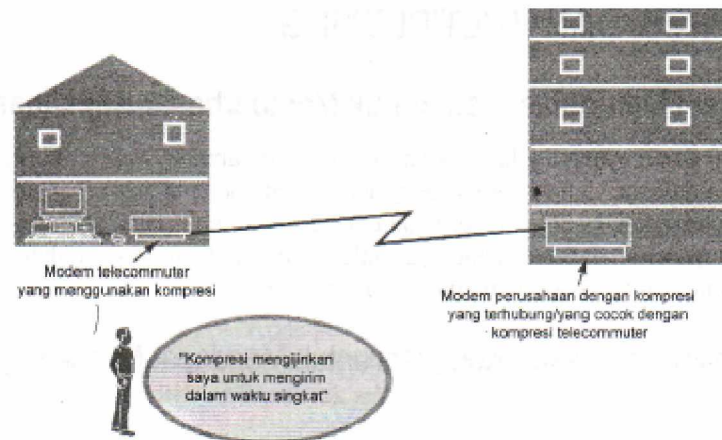 Modem telecommuter
yang menggunakan kompresi
Modem perusahaan dengan kompresi
yang terhubung/yang cocok dengan
kompresi telecommuter
"Kompresi mengijinkan
saya untuk mengirim
dalam waktu singkat"